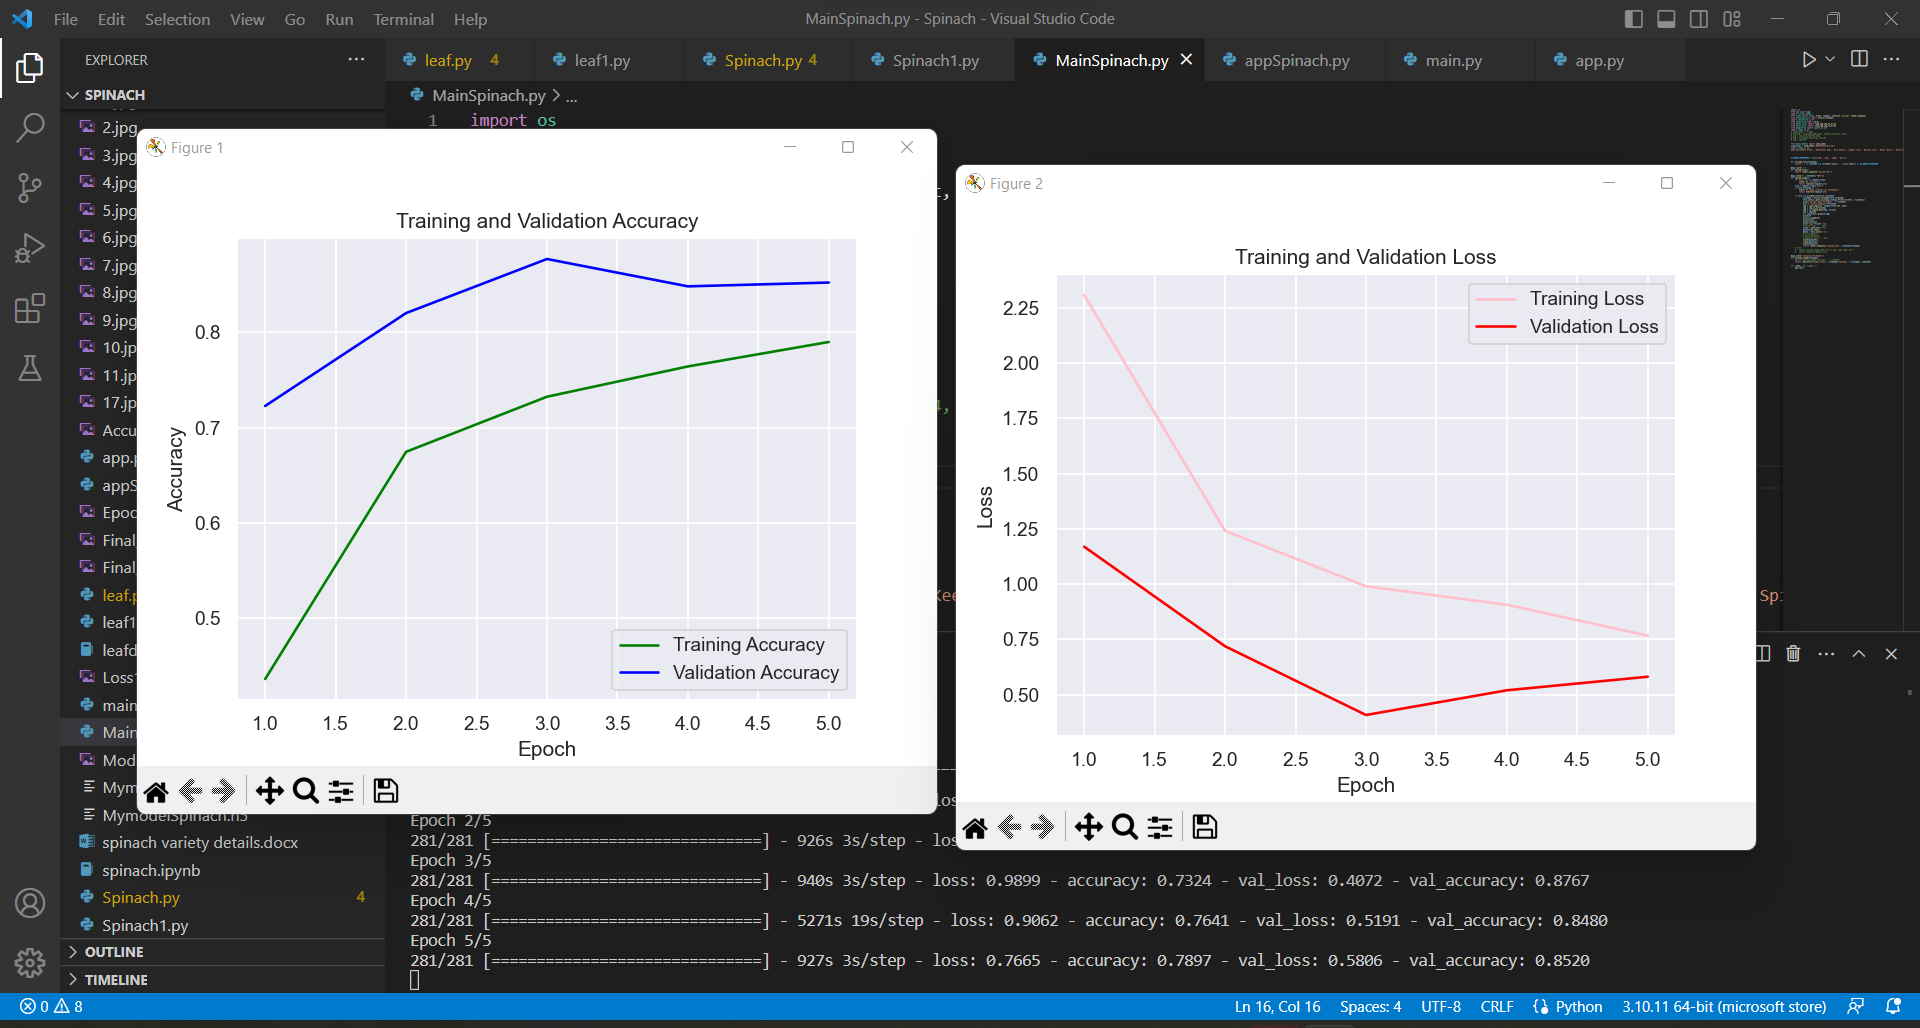 File Edit Selection View Go Run Terminal Help
MainSpinach.py - Spinach - Visual Studio Code
EXPLORER
leaf.py 4
leaf1.py
Spinach.py 4
Spinach1.py
MainSpinach.py
appSpinach.py
main.py
app.py
SPINACH
MainSpinach.py > ...
1 import os
2.jpg
3.jpg
4.jpg
5.jpg
6.jpg
7.jpg
8.jpg
9.jpg
10.jp
11.jp
17.jp
Accu
app.p
appS
Epoc
Final
Final
leaf.p
leaf1
leafd
Loss
main
Main
Mod
Mym
MymodelSpinach.h5
spinach variety details.docx
spinach.ipynb
Spinach.py 4
Spinach1.py
OUTLINE
TIMELINE
Figure 1
Training and Validation Accuracy
Accuracy
0.8
0.7
0.6
0.5
Training Accuracy
Validation Accuracy
1.0 1.5 2.0 2.5 3.0 3.5 4.0 4.5 5.0
Epoch
Figure 2
Training and Validation Loss
Training Loss
Validation Loss
Loss
2.25
2.00
1.75
1.50
1.25
1.00
0.75
0.50
1.0 1.5 2.0 2.5 3.0 3.5 4.0 4.5 5.0
Epoch
Kee
Sp
los
Epoch 2/5
281/281 [==============================] - 926s 3s/step - los
Epoch 3/5
281/281 [==============================] - 940s 3s/step - loss: 0.9899 - accuracy: 0.7324 - val_loss: 0.4072 - val_accuracy: 0.8767
Epoch 4/5
281/281 [==============================] - 5271s 19s/step - loss: 0.9062 - accuracy: 0.7641 - val_loss: 0.5191 - val_accuracy: 0.8480
Epoch 5/5
281/281 [==============================] - 927s 3s/step - loss: 0.7665 - accuracy: 0.7897 - val_loss: 0.5806 - val_accuracy: 0.8520
0 8
Ln 16, Col 16 Spaces: 4 UTF-8 CRLF Python 3.10.11 64-bit (microsoft store)